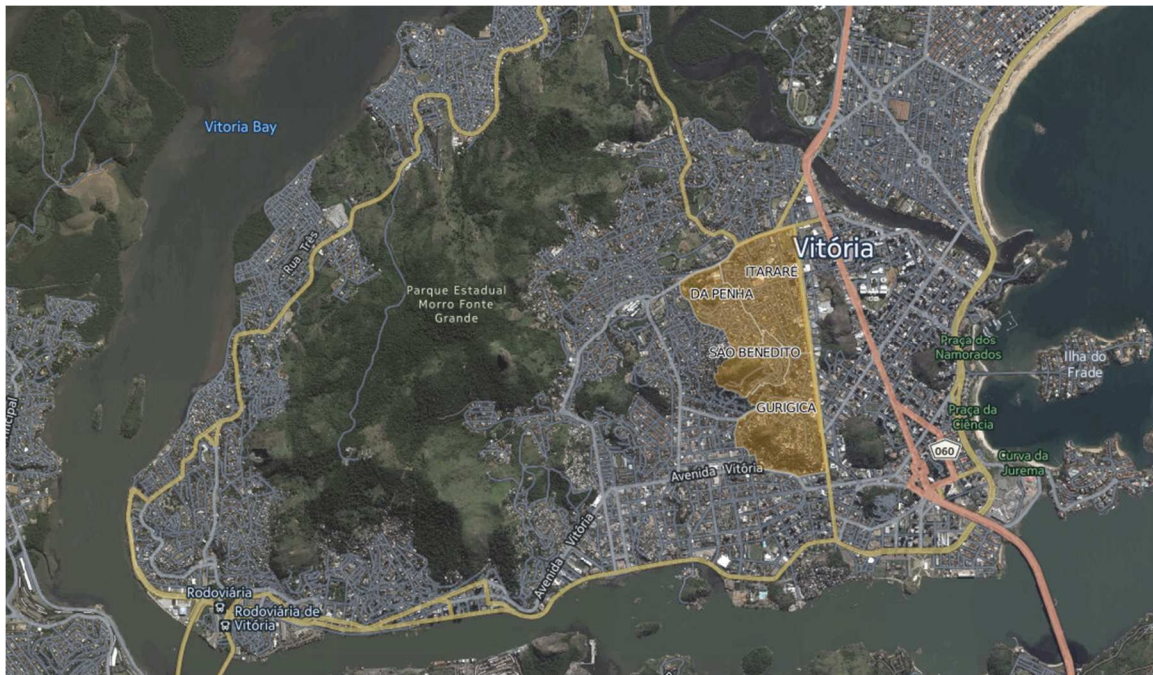 Vitoria Bay
Rua Três
Vitória
ITARARÉ
DA PENHA
Parque Estadual
Morro Fonte
Grande
SÃO BENEDITO
Praça dos
Namorados
Ilha do
Frade
GURIGICA
Praça da
Ciência
060
Curva da
Jurema
Avenida Vitória
Avenida Vitória
Rodoviária
Rodoviária de
Vitória